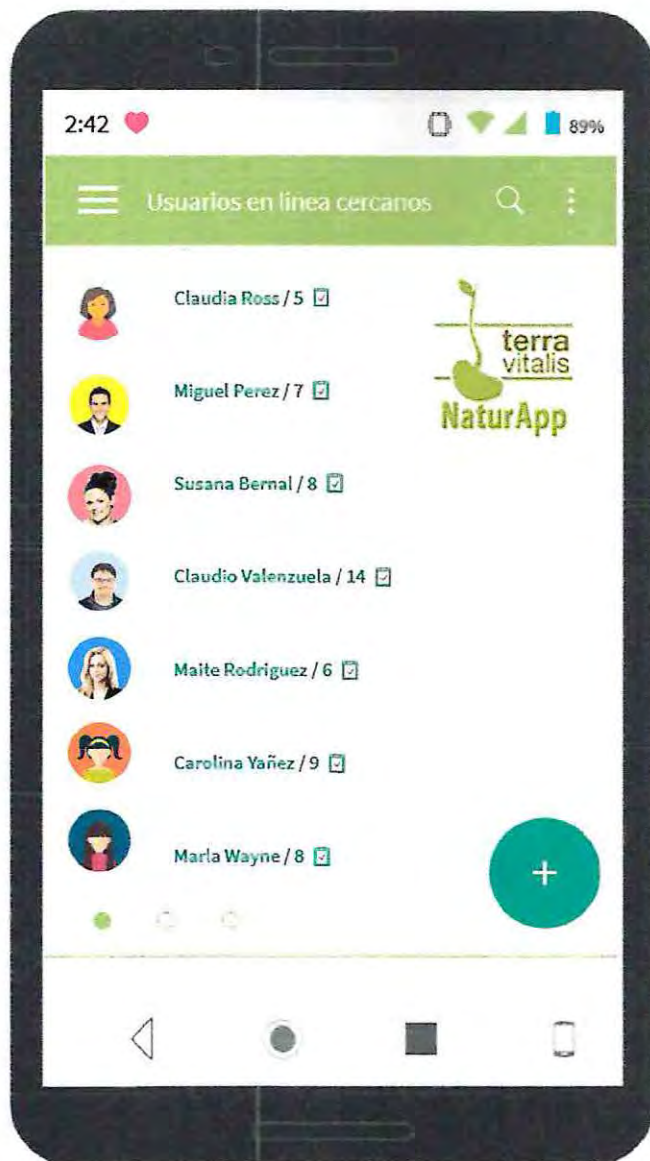 2:42
89%
Usuarios en linea cercanos
Claudia Ross / 5
terra
vitalis
NaturApp
Miguel Perez / 7
Susana Bernal / 8
Claudio Valenzuela / 14
Maite Rodriguez / 6
Carolina Yañez / 9
Marla Wayne / 8
+